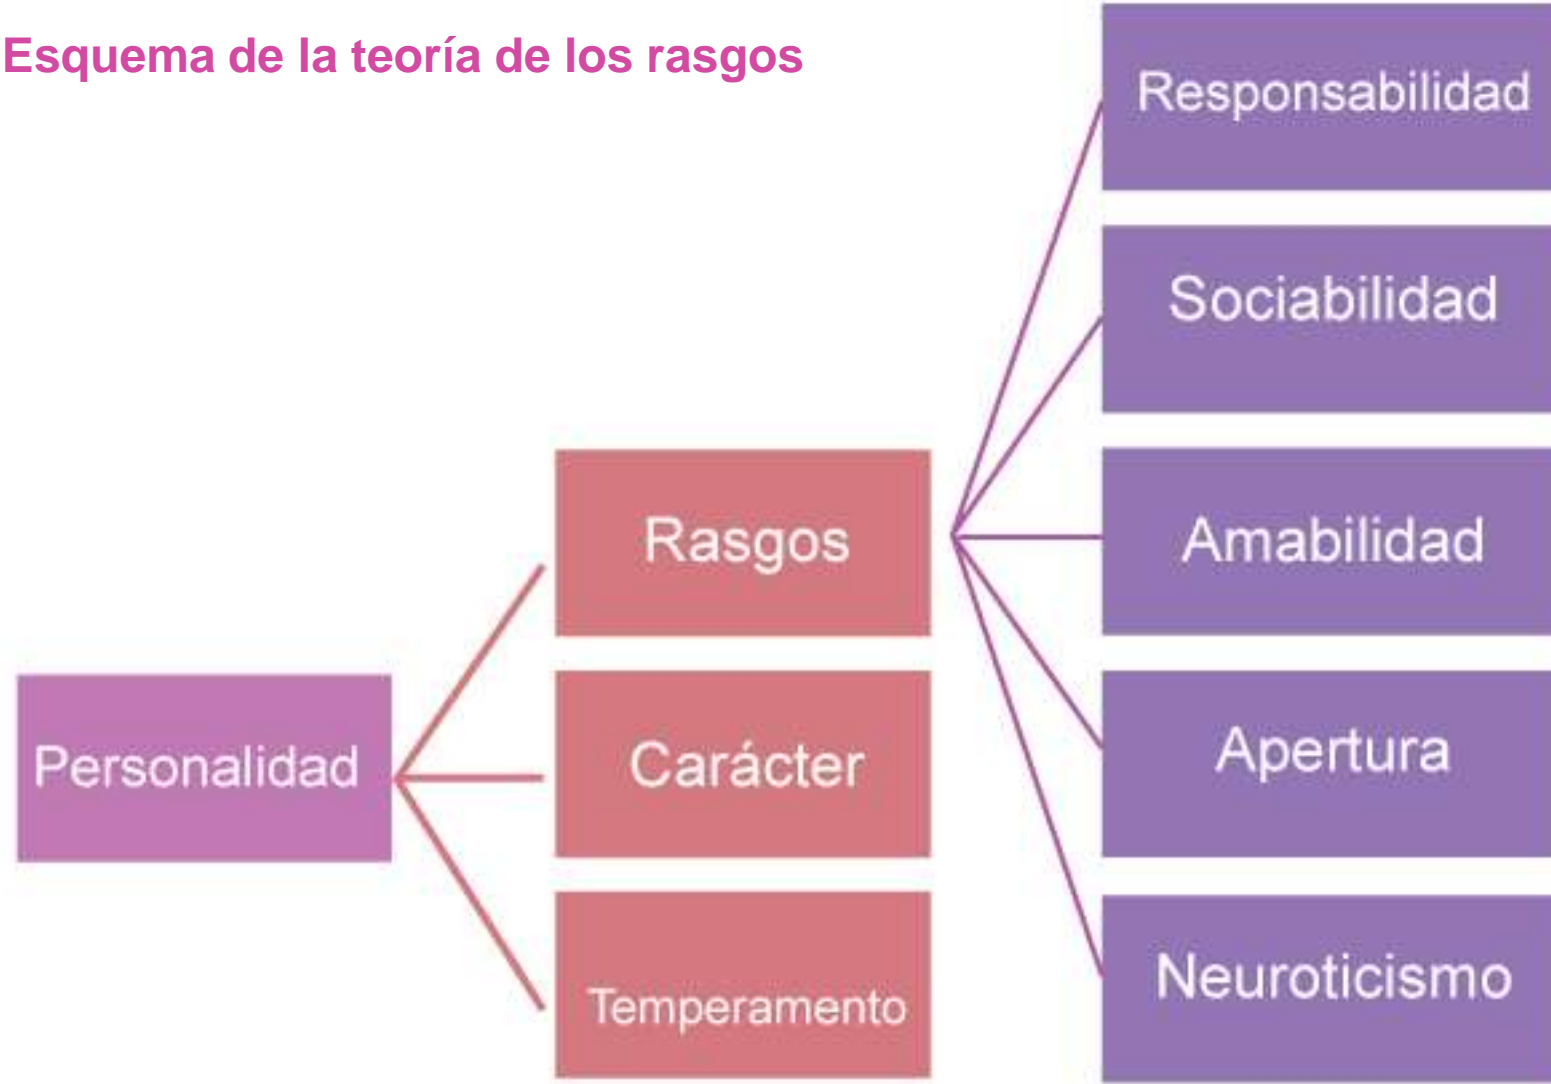 Esquema de la teoría de los rasgos
Personalidad
Rasgos
Carácter
Temperamento
Responsabilidad
Sociabilidad
Amabilidad
Apertura
Neuroticismo